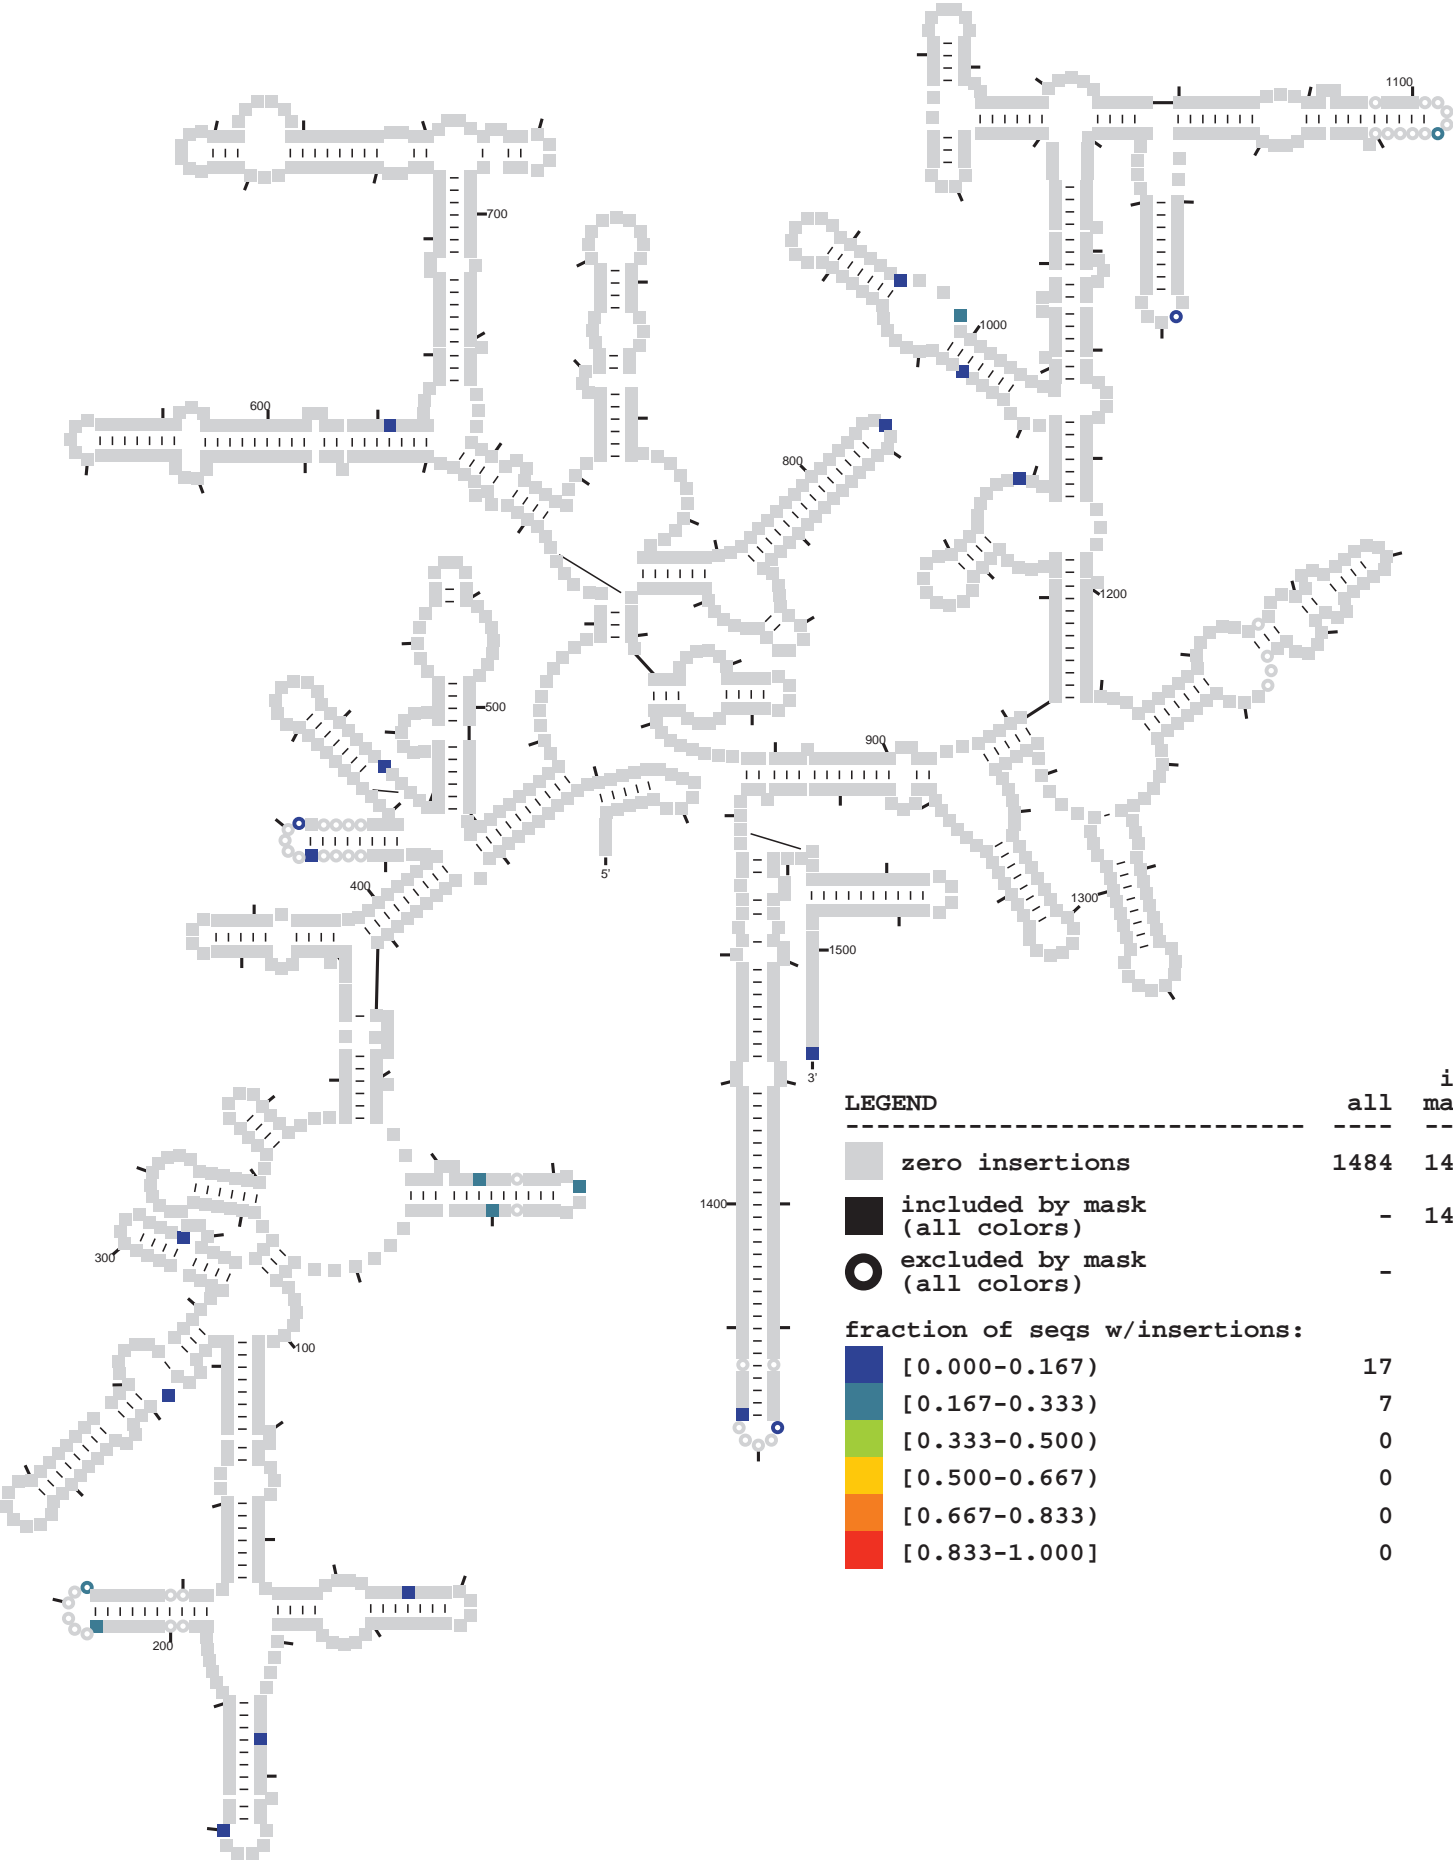 1100
700
1000
600
800
1200
500
900
400
5'
1300
1500
3'
i
LEGEND all ma
------------------------------ ---- --
zero insertions 1484 14
1400
included by mask
(all colors) - 14
excluded by mask
(all colors) -
300
fraction of seqs w/insertions:
100
[0.000-0.167) 17
[0.167-0.333) 7
[0.333-0.500) 0
[0.500-0.667) 0
[0.667-0.833) 0
[0.833-1.000] 0
200